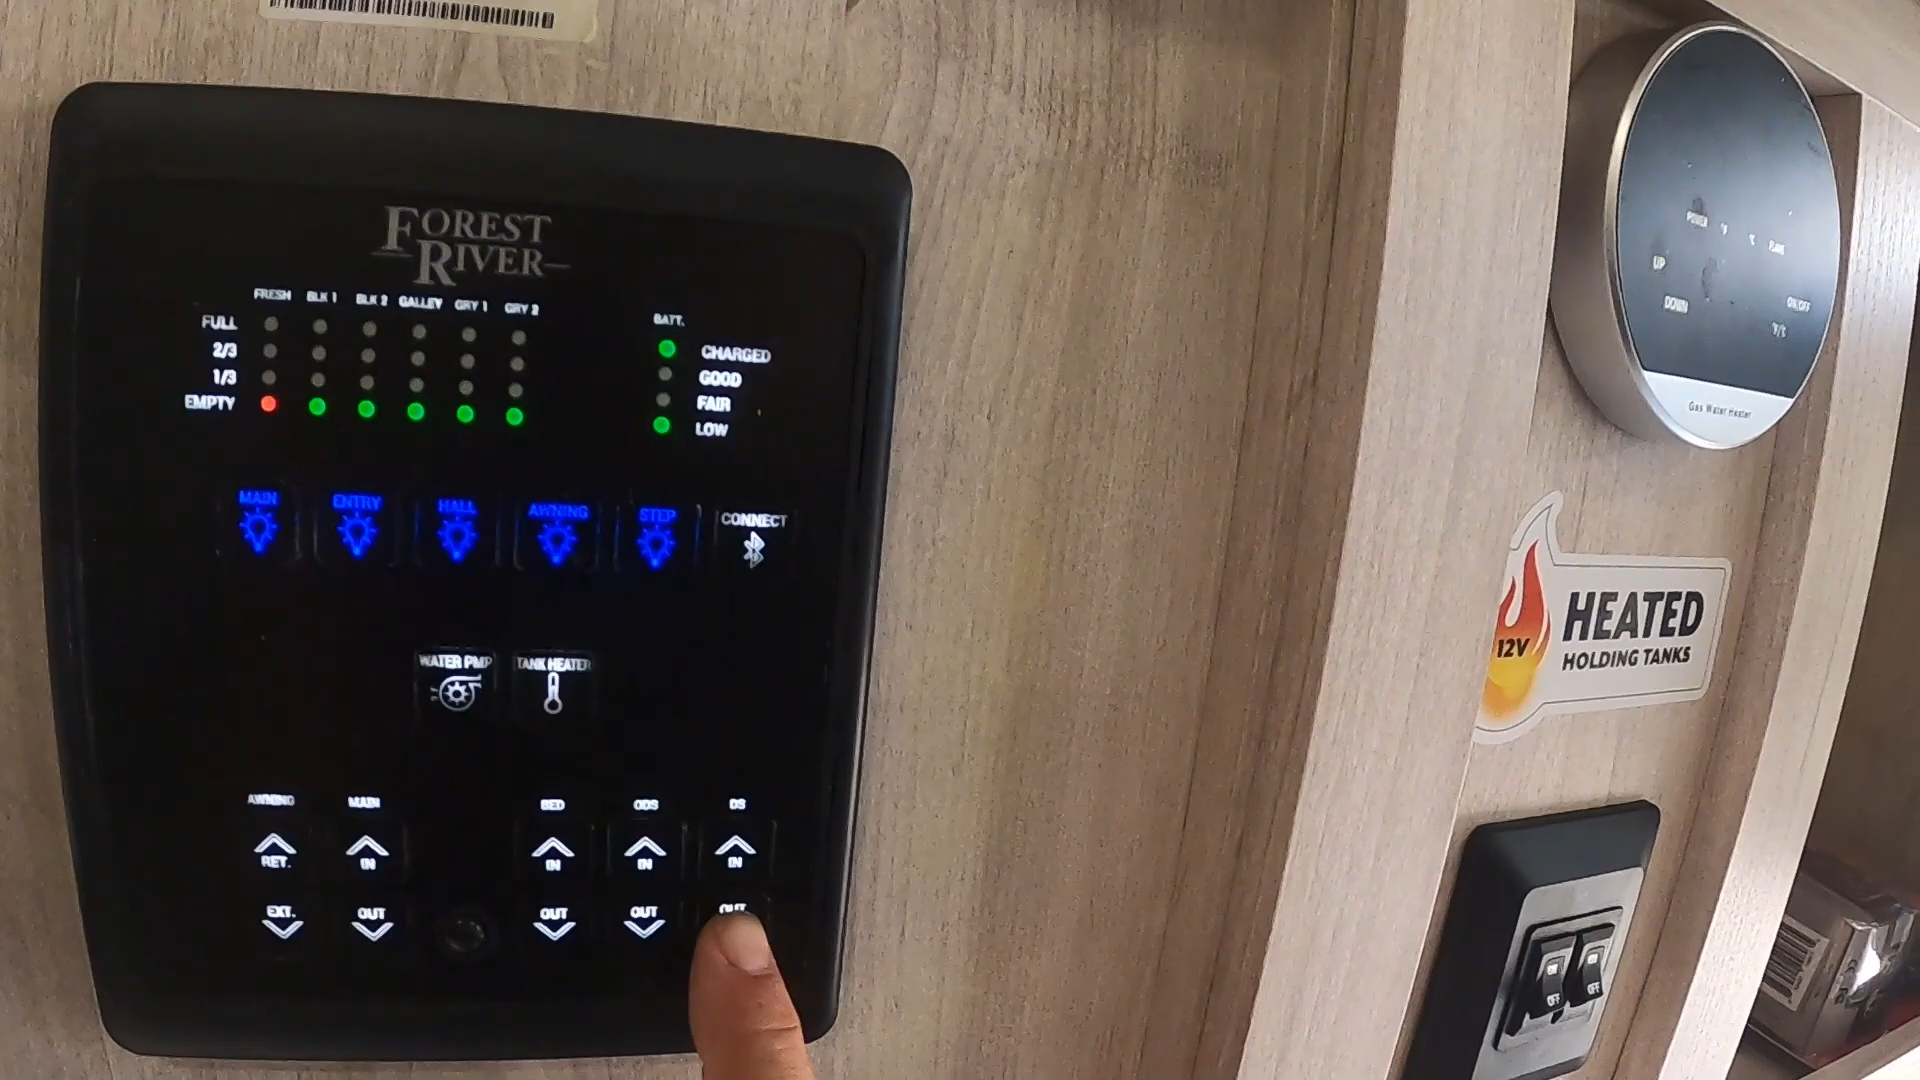 FOREST
RIVER
FRESH BLK 1 BLK 2 GALLEY GRY 1 GRY 2
FULL
2/3
1/3
EMPTY
BATT.
CHARGED
GOOD
FAIR
LOW
MAIN ENTRY HALL AWNING STEP CONNECT
WATER PMP TANK HEATER
AWNING MAIN BED ODS DS
RET. IN IN IN IN
EXT. OUT OUT OUT OUT
POWER °F °C FLAME
UP
DOWN ON/OFF
°F/°C
Gas Water Heater
12V HEATED
HOLDING TANKS
ON ON
OFF OFF